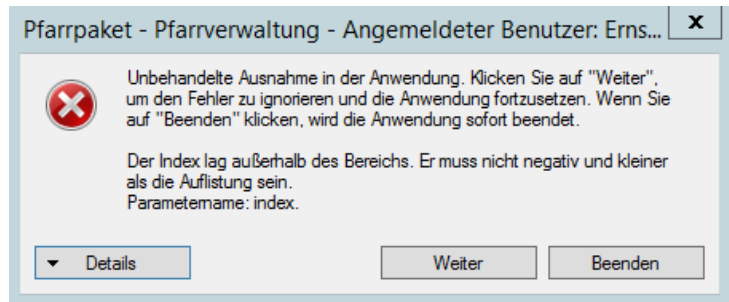 Pfarrpaket - Pfarrverwaltung - Angemeldeter Benutzer: Erns...
Unbehandelte Ausnahme in der Anwendung. Klicken Sie auf "Weiter",
um den Fehler zu ignorieren und die Anwendung fortzusetzen. Wenn Sie
auf "Beenden" klicken, wird die Anwendung sofort beendet.
Der Index lag außerhalb des Bereichs. Er muss nicht negativ und kleiner
als die Auflistung sein.
Parametername: index.
Details Weiter Beenden